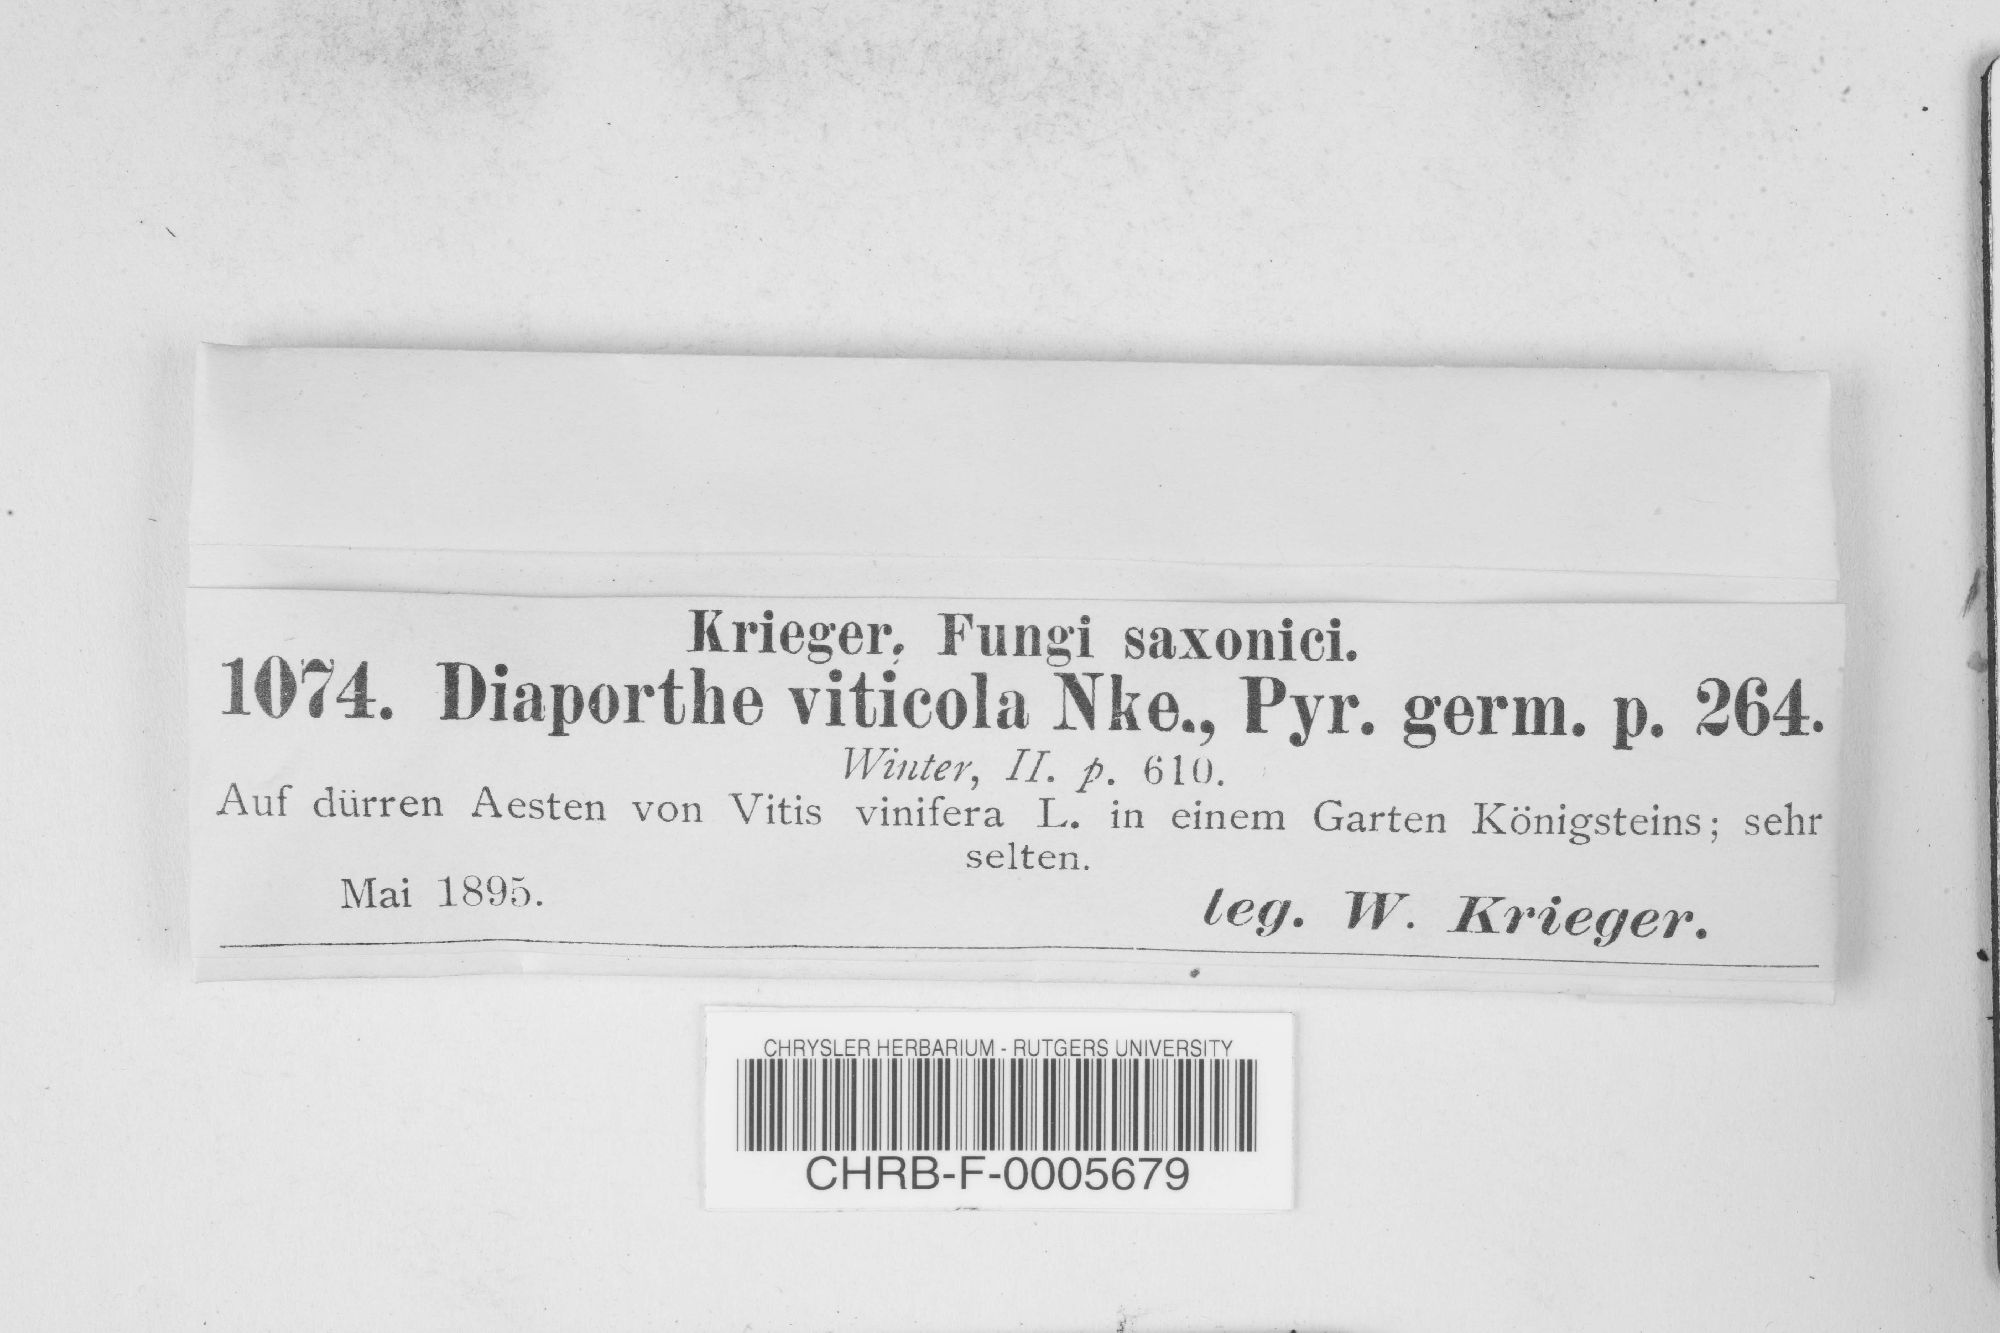 Krieger, Fungi saxonici.
1074. Diaporthe viticola Nke., Pyr. germ. p. 264.
Winter, II. p. 610.
Auf dürren Aesten von Vitis vinifera L. in einem Garten Königsteins; sehr
selten.
Mai 1895.
leg. W. Krieger.
CHRYSLER HERBARIUM - RUTGERS UNIVERSITY
CHRB-F-0005679